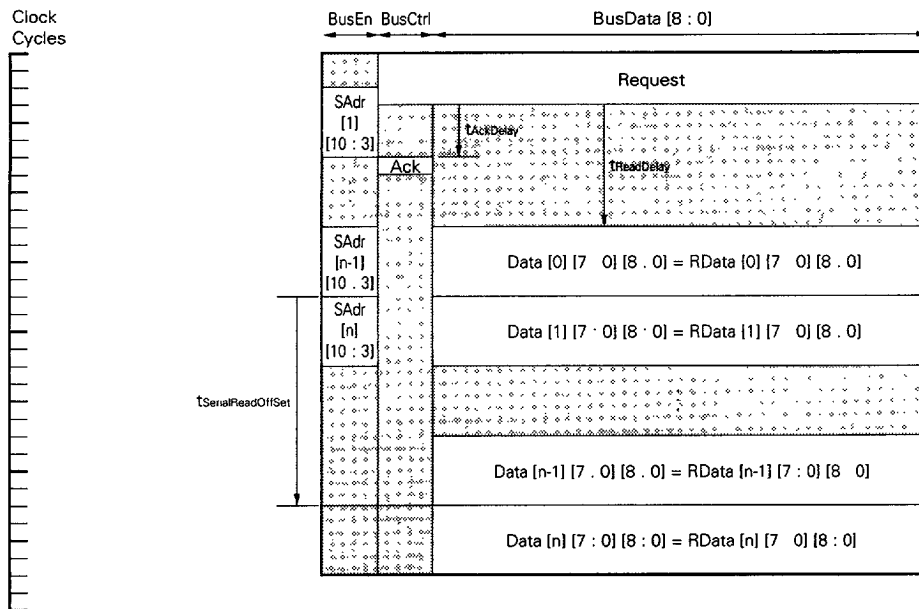 Clock
Cycles
BusEn BusCtrl BusData [8 : 0]
Request
SAdr
[1]
[10 : 3]
tAckDelay
Ack
tReadDelay
SAdr
[n-1]
[10 . 3]
Data [0] [7 0] [8 . 0] = RData [0] [7 0] [8 . 0]
SAdr
[n]
[10 : 3]
Data [1] [7 · 0] [8 · 0] = RData [1] [7 0] [8 . 0]
tSerialReadOffSet
Data [n-1] [7 . 0] [8 . 0] = RData [n-1] [7 : 0] [8 0]
Data [n] [7 : 0] [8 : 0] = RData [n] [7 0] [8 : 0]